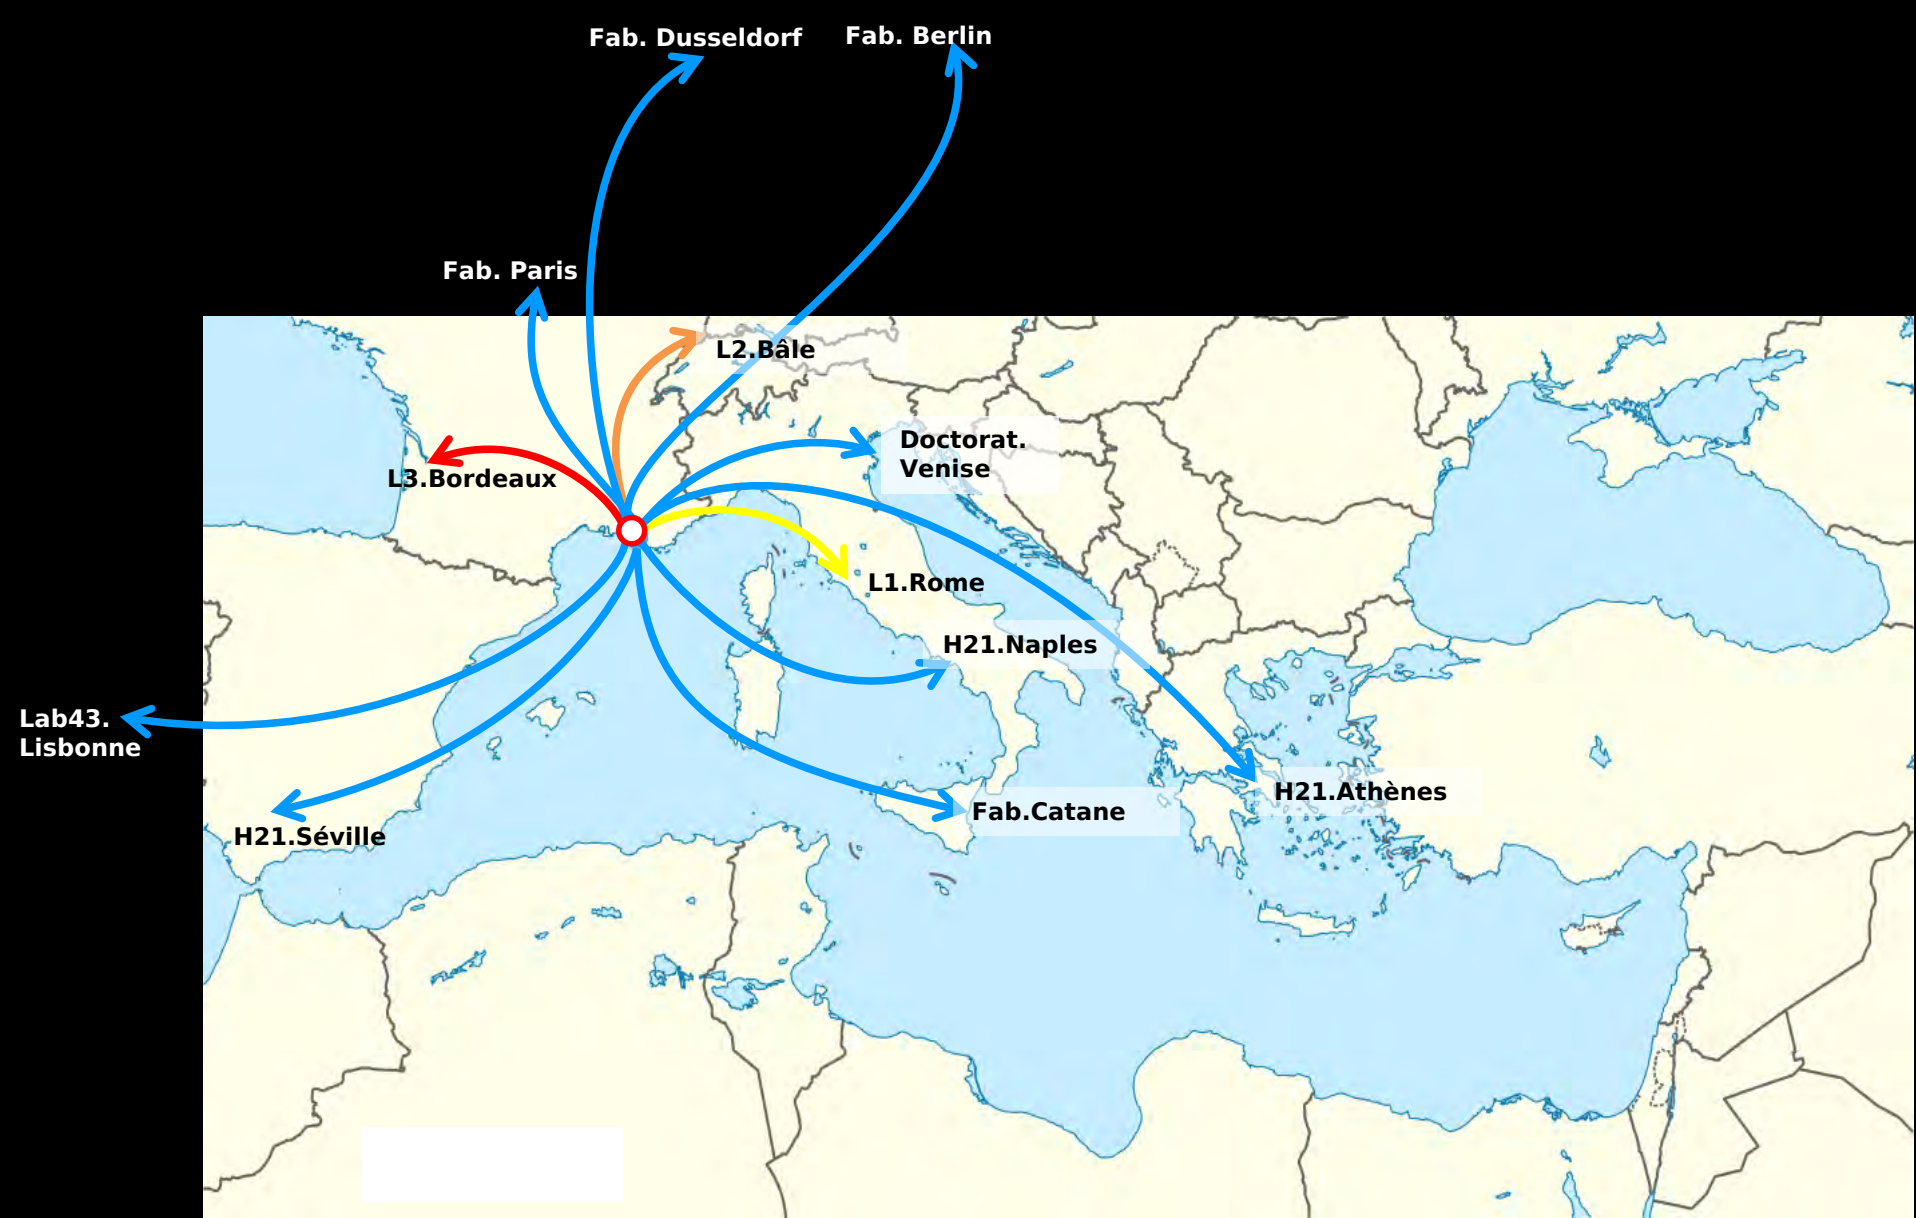 Fab. Dusseldorf
Fab. Berlin
Fab. Paris
L2.Bâle
Doctorat.
Venise
L3.Bordeaux
L1.Rome
H21.Naples
Lab43.
Lisbonne
H21.Athènes
Fab.Catane
H21.Séville